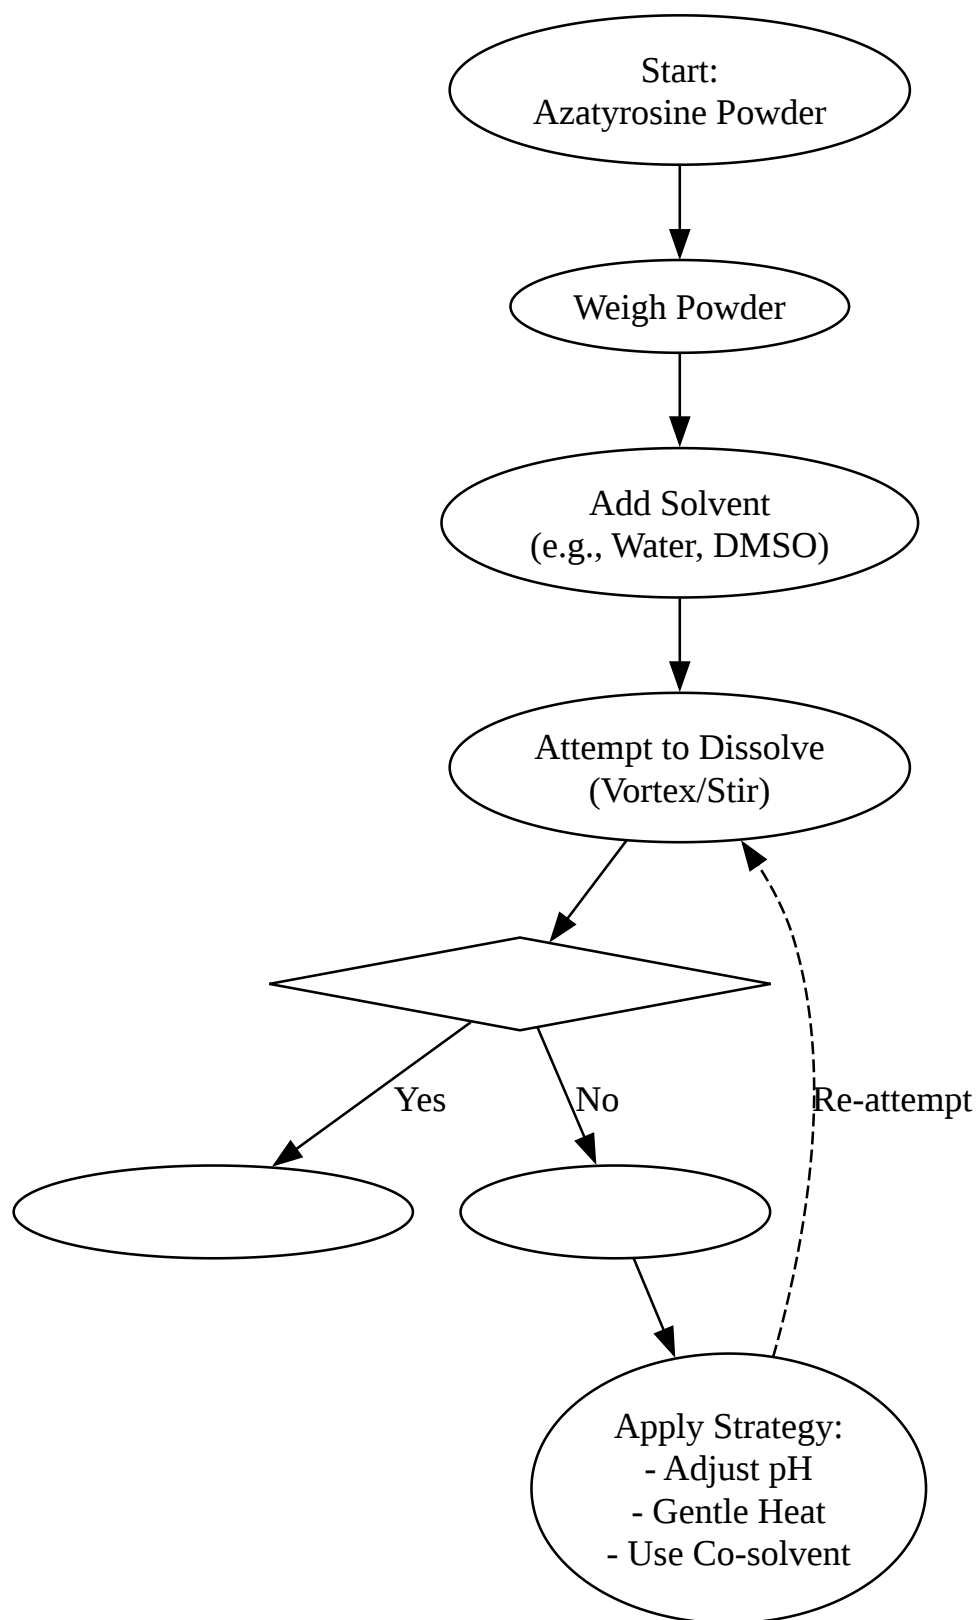 Start:
Azatyrosine Powder
Weigh Powder
Add Solvent
(e.g., Water, DMSO)
Attempt to Dissolve
(Vortex/Stir)
Yes
No
Re-attempt
Apply Strategy:
- Adjust pH
- Gentle Heat
- Use Co-solvent